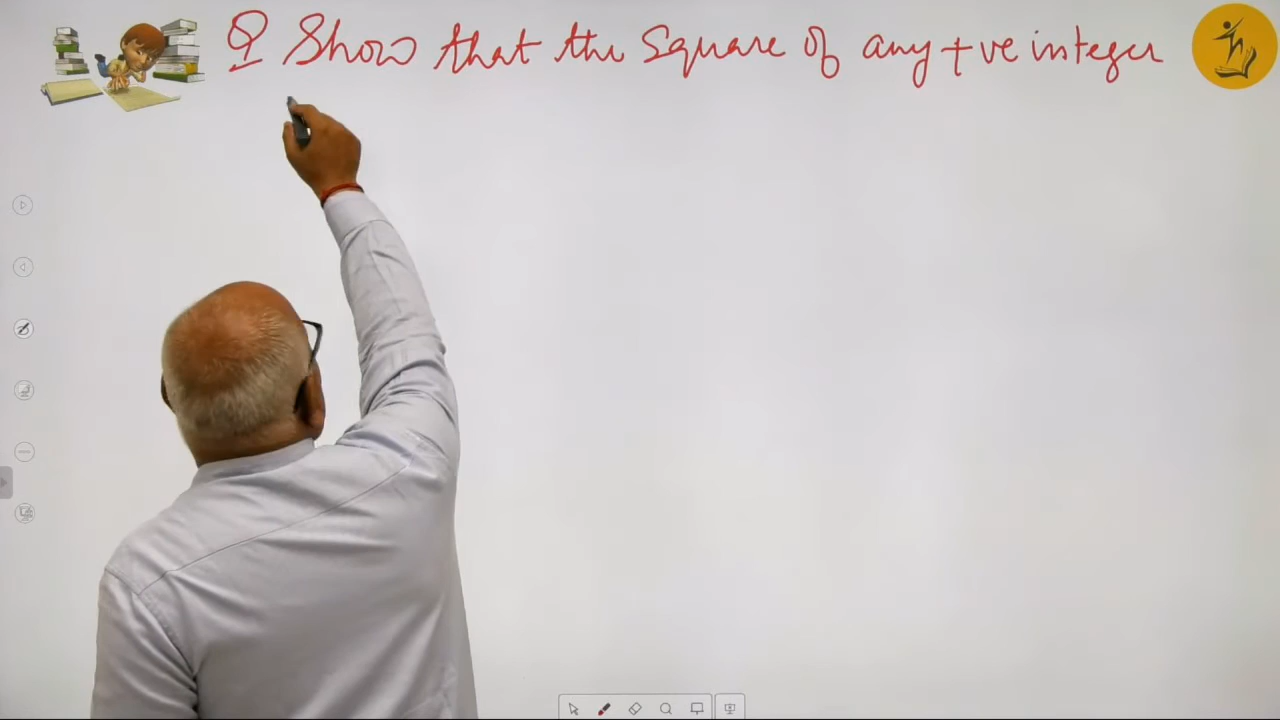 Q Show that the Square of any +ve integer